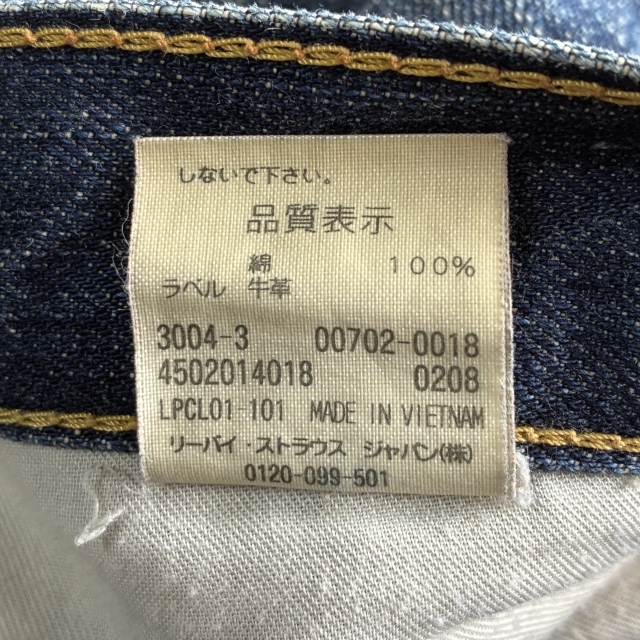 しないで下さい。
品質表示
綿 １００％
ラベル 牛革
3004-3 00702-0018
4502014018 0208
LPCL01-101 MADE IN VIETNAM
リーバイ・ストラウス ジャパン(株)
0120-099-501